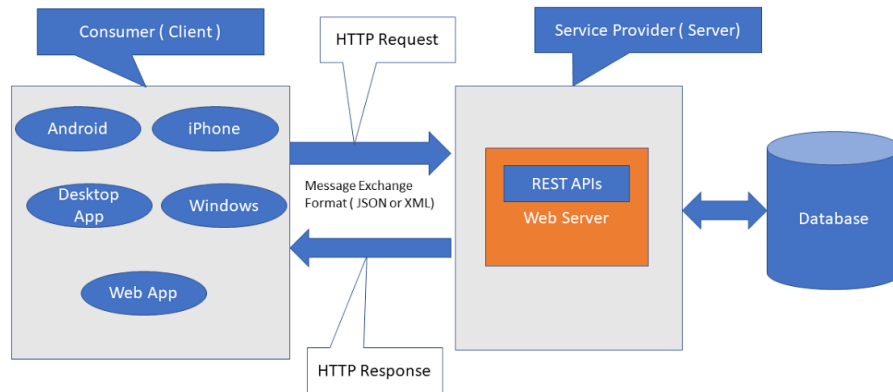 Consumer ( Client )
HTTP Request
Service Provider ( Server)
Android
iPhone
Desktop
App
Windows
Web App
Message Exchange
Format ( JSON or XML)
REST APIs
Web Server
Database
HTTP Response